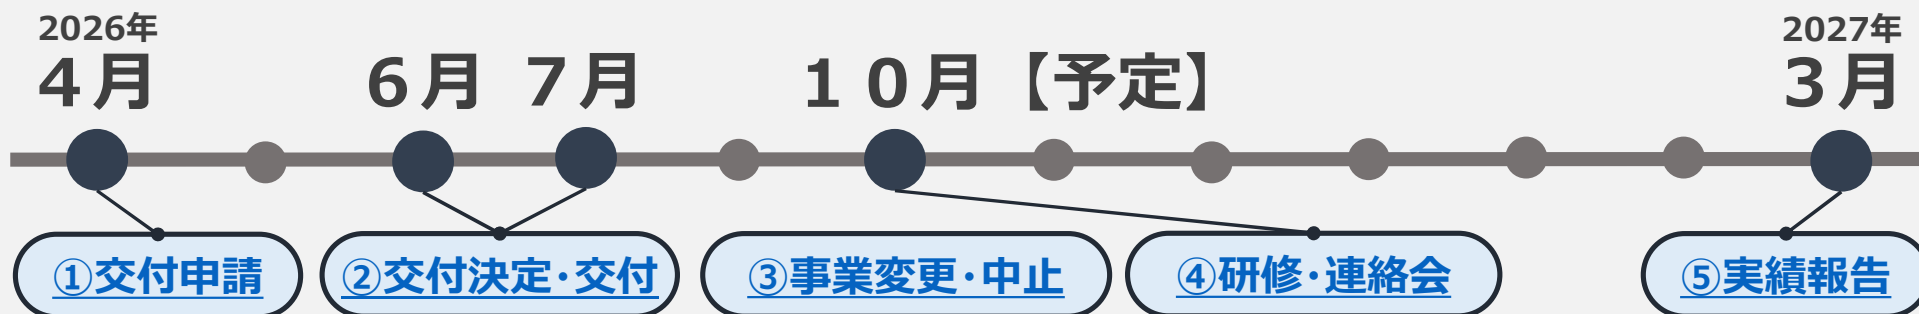 2026年
4月
6月
7月
10月【予定】
2027年
3月
①交付申請
②交付決定・交付
③事業変更・中止
④研修・連絡会
⑤実績報告